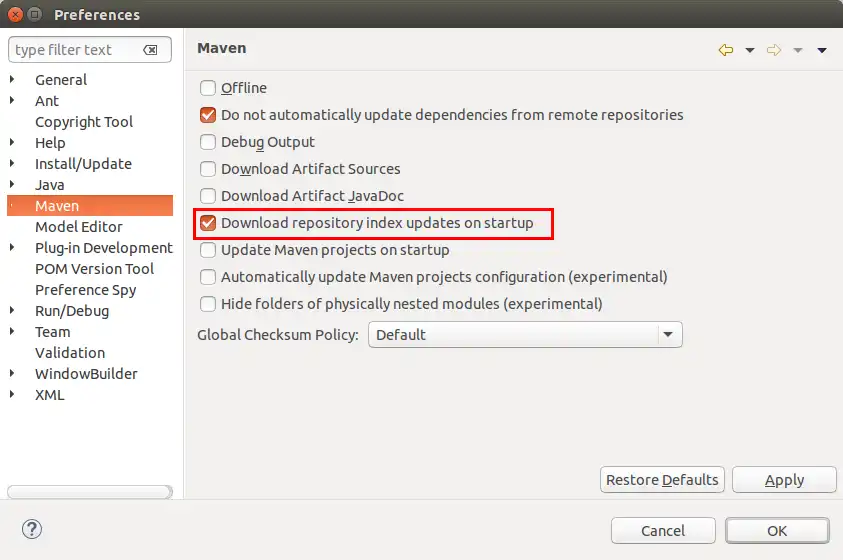 Preferences
type filter text
General
Ant
Copyright Tool
Help
Install/Update
Java
Maven
Model Editor
Plug-in Development
POM Version Tool
Preference Spy
Run/Debug
Team
Validation
WindowBuilder
XML
Maven
Offline
Do not automatically update dependencies from remote repositories
Debug Output
Download Artifact Sources
Download Artifact JavaDoc
Download repository index updates on startup
Update Maven projects on startup
Automatically update Maven projects configuration (experimental)
Hide folders of physically nested modules (experimental)
Global Checksum Policy: Default
Restore Defaults Apply
? Cancel OK